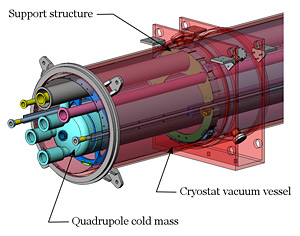 Support structure
Cryostat vacuum vessel
Quadrupole cold mass